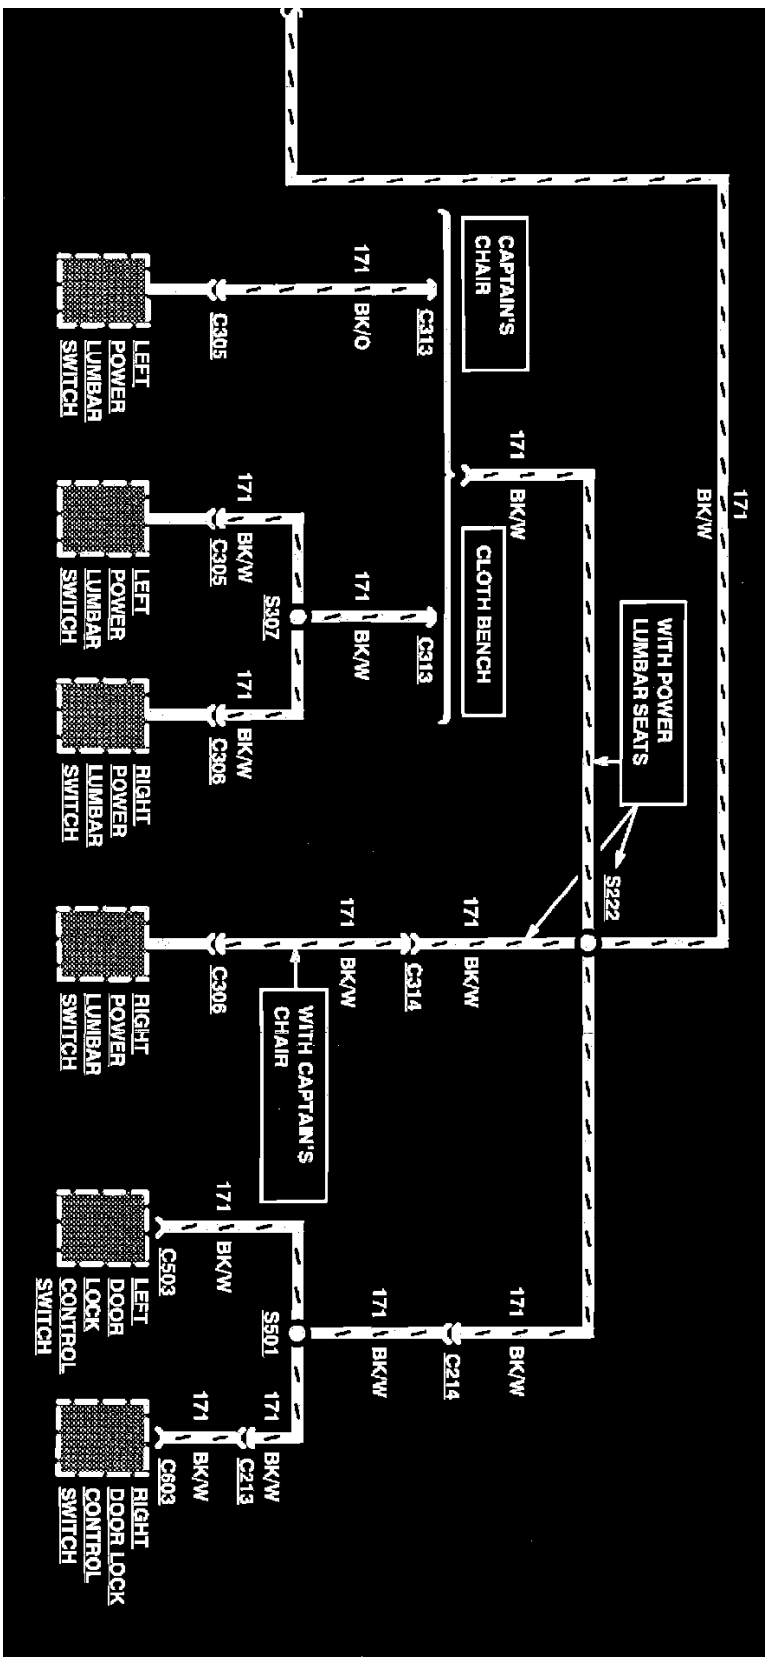 171
BK/W
WITH POWER
LUMBAR SEATS
S222
CAPTAIN'S
CHAIR
171
BK/W
CLOTH BENCH
C313
171
BK/O
C305
LEFT
POWER
LUMBAR
SWITCH
C313
171
BK/W
S307
171
BK/W
C305
LEFT
POWER
LUMBAR
SWITCH
171
BK/W
C306
RIGHT
POWER
LUMBAR
SWITCH
171
BK/W
C314
171
BK/W
WITH CAPTAIN'S
CHAIR
C306
RIGHT
POWER
LUMBAR
SWITCH
171
BK/W
C214
171
BK/W
S501
171
BK/W
C503
LEFT
DOOR
LOCK
CONTROL
SWITCH
171
BK/W
C213
171
BK/W
C603
RIGHT
DOOR LOCK
CONTROL
SWITCH